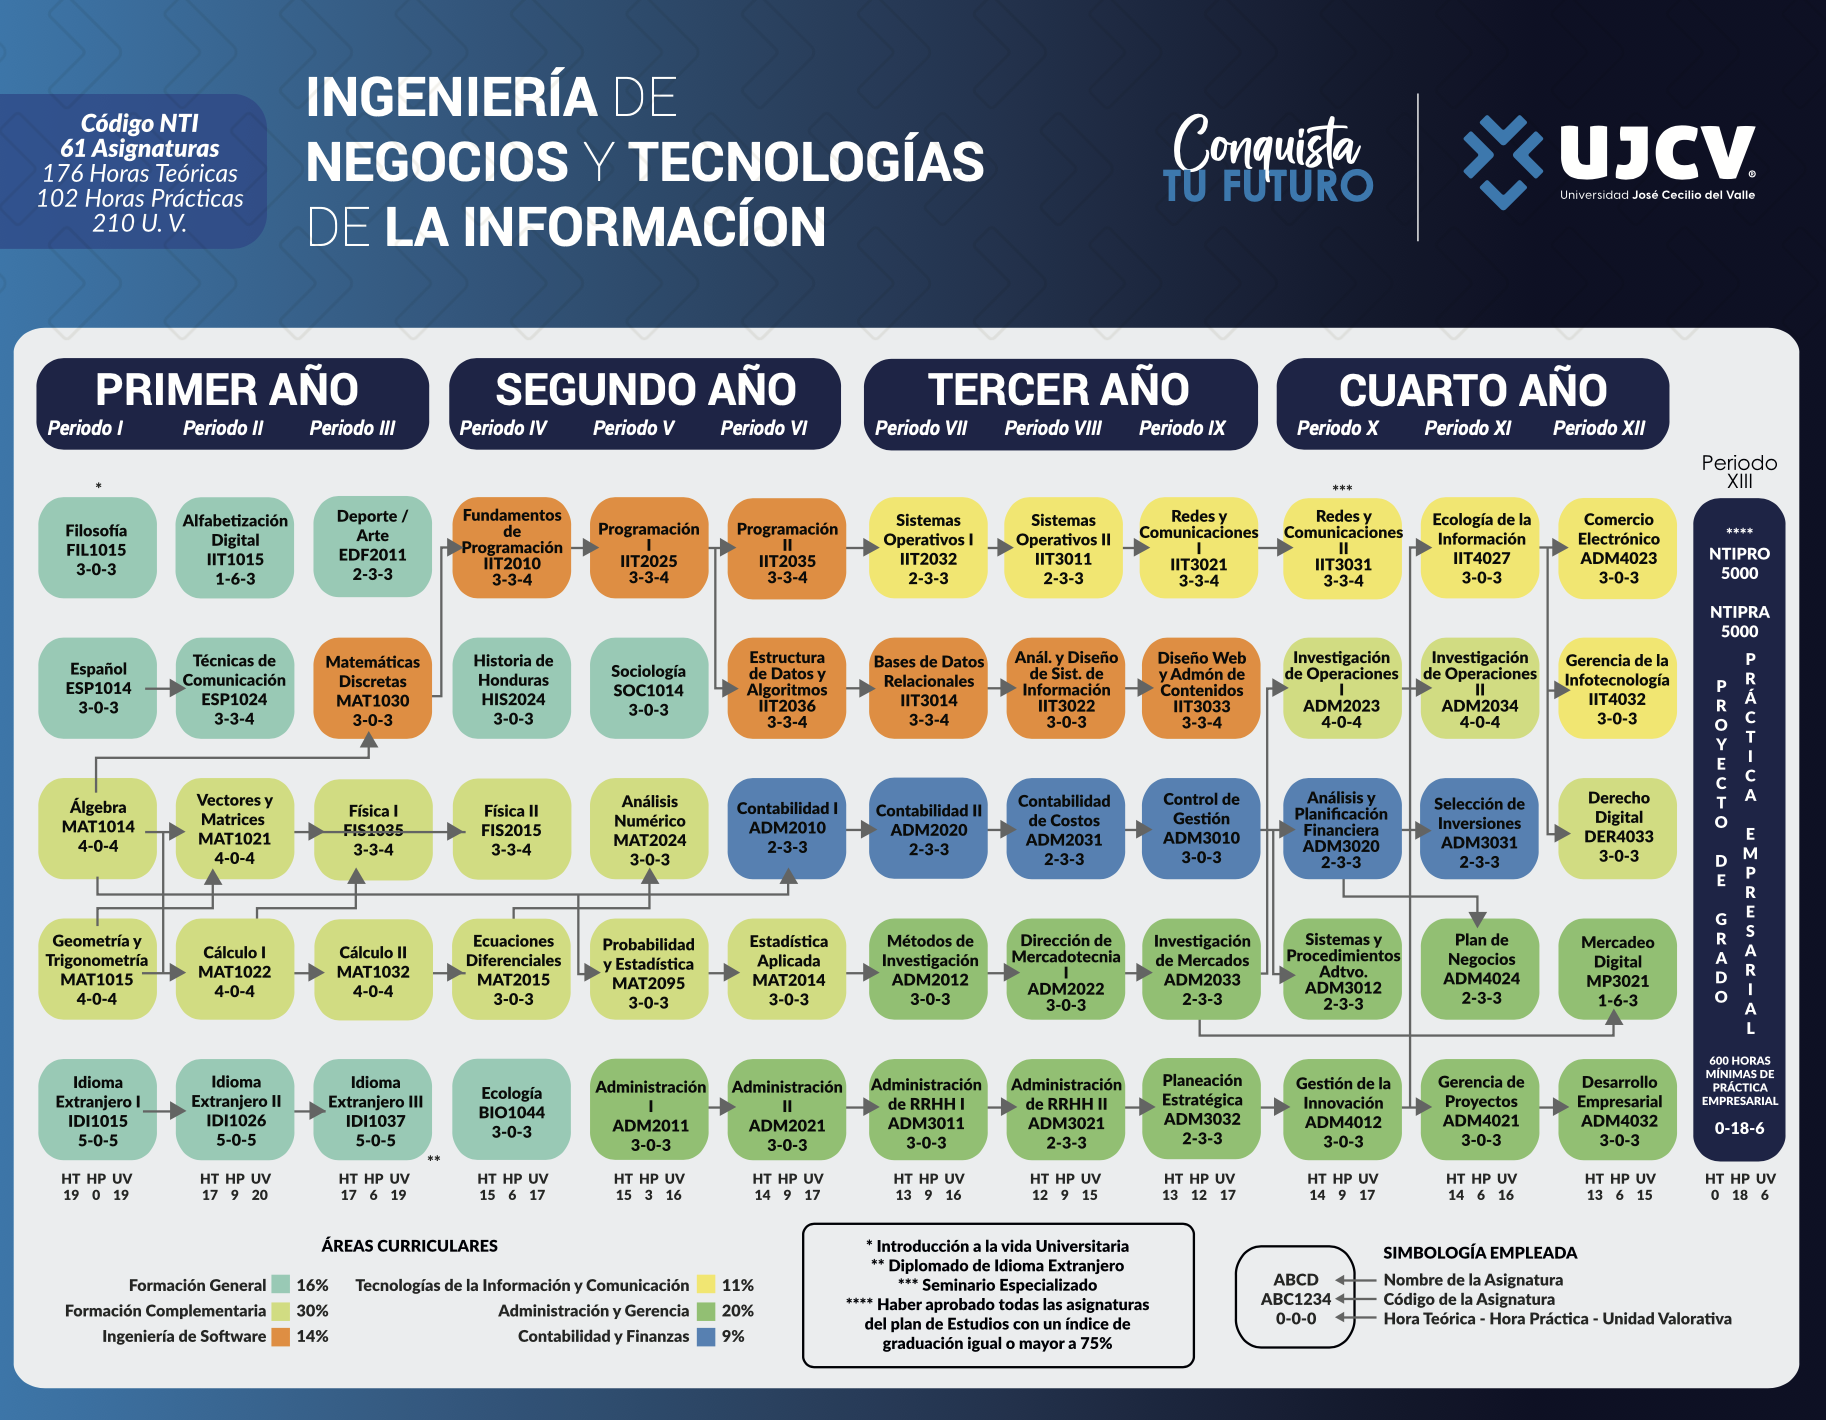 Código NTI
61 Asignaturas
176 Horas Teóricas
102 Horas Prácticas
210 U. V.
INGENIERÍA DE
NEGOCIOS Y TECNOLOGÍAS
DE LA INFORMACÍON
Conquista
TU FUTURO
UJCV®
Universidad José Cecilio del Valle
PRIMER AÑO
Periodo I Periodo II Periodo III
SEGUNDO AÑO
Periodo IV Periodo V Periodo VI
TERCER AÑO
Periodo VII Periodo VIII Periodo IX
CUARTO AÑO
Periodo X Periodo XI Periodo XII
Periodo
XIII
*
Filosofía
FIL1015
3-0-3
Alfabetización
Digital
IIT1015
1-6-3
Deporte /
Arte
EDF2011
2-3-3
Fundamentos
de
Programación
IIT2010
3-3-4
Programación
I
IIT2025
3-3-4
Programación
II
IIT2035
3-3-4
Sistemas
Operativos I
IIT2032
2-3-3
Sistemas
Operativos II
IIT3011
2-3-3
Redes y
Comunicaciones
I
IIT3021
3-3-4
***
Redes y
Comunicaciones
II
IIT3031
3-3-4
Ecología de la
Información
IIT4027
3-0-3
Comercio
Electrónico
ADM4023
3-0-3
Español
ESP1014
3-0-3
Técnicas de
Comunicación
ESP1024
3-3-4
Matemáticas
Discretas
MAT1030
3-0-3
Historia de
Honduras
HIS2024
3-0-3
Sociología
SOC1014
3-0-3
Estructura
de Datos y
Algoritmos
IIT2036
3-3-4
Bases de Datos
Relacionales
IIT3014
3-3-4
Anál. y Diseño
de Sist. de
Información
IIT3022
3-0-3
Diseño Web
y Admón de
Contenidos
IIT3033
3-3-4
Investigación
de Operaciones
I
ADM2023
4-0-4
Investigación
de Operaciones
II
ADM2034
4-0-4
Gerencia de la
Infotecnología
IIT4032
3-0-3
Álgebra
MAT1014
4-0-4
Vectores y
Matrices
MAT1021
4-0-4
Física I
FIS1035
3-3-4
Física II
FIS2015
3-3-4
Análisis
Numérico
MAT2024
3-0-3
Contabilidad I
ADM2010
2-3-3
Contabilidad II
ADM2020
2-3-3
Contabilidad
de Costos
ADM2031
2-3-3
Control de
Gestión
ADM3010
3-0-3
Análisis y
Planificación
Financiera
ADM3020
2-3-3
Selección de
Inversiones
ADM3031
2-3-3
Derecho
Digital
DER4033
3-0-3
Geometría y
Trigonometría
MAT1015
4-0-4
Cálculo I
MAT1022
4-0-4
Cálculo II
MAT1032
4-0-4
Ecuaciones
Diferenciales
MAT2015
3-0-3
Probabilidad
y Estadística
MAT2095
3-0-3
Estadística
Aplicada
MAT2014
3-0-3
Métodos de
Investigación
ADM2012
3-0-3
Dirección de
Mercadotecnia
I
ADM2022
3-0-3
Investigación
de Mercados
ADM2033
2-3-3
Sistemas y
Procedimientos
Adtvo.
ADM3012
2-3-3
Plan de
Negocios
ADM4024
2-3-3
Mercadeo
Digital
MP3021
1-6-3
Idioma
Extranjero I
IDI1015
5-0-5
Idioma
Extranjero II
IDI1026
5-0-5
Idioma
Extranjero III
IDI1037
5-0-5
**
Ecología
BIO1044
3-0-3
Administración
I
ADM2011
3-0-3
Administración
II
ADM2021
3-0-3
Administración
de RRHH I
ADM3011
3-0-3
Administración
de RRHH II
ADM3021
2-3-3
Planeación
Estratégica
ADM3032
2-3-3
Gestión de la
Innovación
ADM4012
3-0-3
Gerencia de
Proyectos
ADM4021
3-0-3
Desarrollo
Empresarial
ADM4032
3-0-3
****
NTIPRO
5000
NTIPRA
5000
PROYECTO DE GRADO
PRÁCTICA EMPRESARIAL
600 HORAS
MÍNIMAS DE
PRÁCTICA
EMPRESARIAL
0-18-6
HT HP UV HT HP UV HT HP UV HT HP UV HT HP UV HT HP UV HT HP UV HT HP UV HT HP UV HT HP UV HT HP UV HT HP UV HT HP UV
19 0 19 17 9 20 17 6 19 15 6 17 15 3 16 14 9 17 13 9 16 12 9 15 13 12 17 14 9 17 14 6 16 13 6 15 0 18 6
ÁREAS CURRICULARES
Formación General 16%
Formación Complementaria 30%
Ingeniería de Software 14%
Tecnologías de la Información y Comunicación 11%
Administración y Gerencia 20%
Contabilidad y Finanzas 9%
* Introducción a la vida Universitaria
** Diplomado de Idioma Extranjero
*** Seminario Especializado
**** Haber aprobado todas las asignaturas
del plan de Estudios con un índice de
graduación igual o mayor a 75%
SIMBOLOGÍA EMPLEADA
ABCD Nombre de la Asignatura
ABC1234 Código de la Asignatura
0-0-0 Hora Teórica - Hora Práctica - Unidad Valorativa